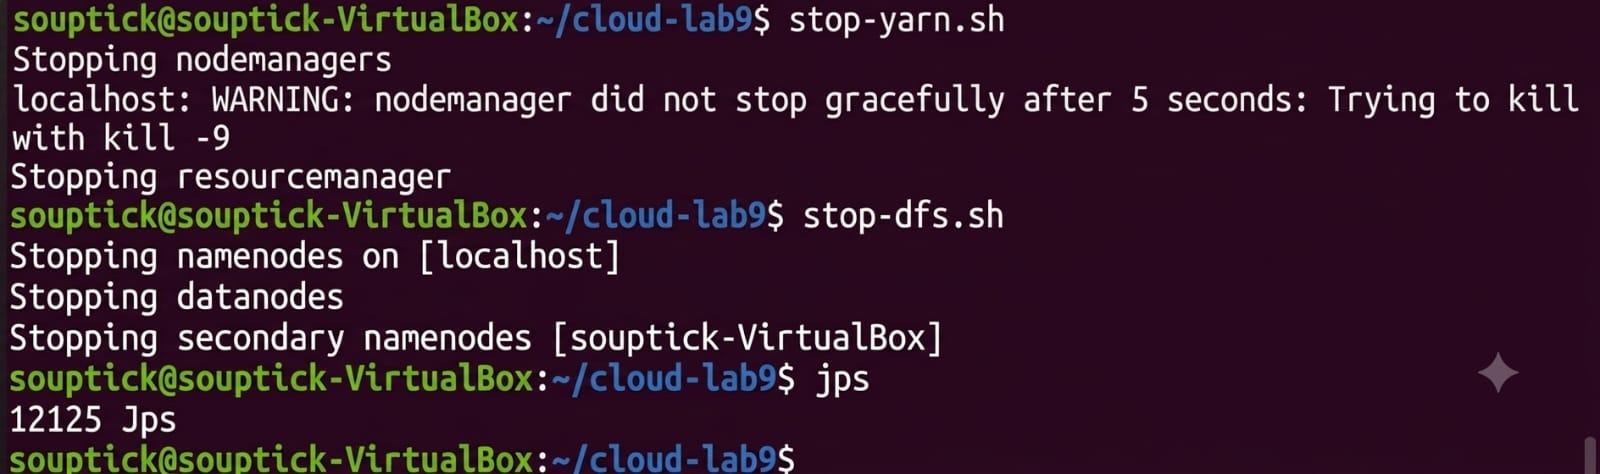 souptick@souptick-VirtualBox:~/cloud-lab9$ stop-yarn.sh
Stopping nodemanagers
localhost: WARNING: nodemanager did not stop gracefully after 5 seconds: Trying to kill
with kill -9
Stopping resourcemanager
souptick@souptick-VirtualBox:~/cloud-lab9$ stop-dfs.sh
Stopping namenodes on [localhost]
Stopping datanodes
Stopping secondary namenodes [souptick-VirtualBox]
souptick@souptick-VirtualBox:~/cloud-lab9$ jps
12125 Jps
souptick@souptick-VirtualBox:~/cloud-lab9$